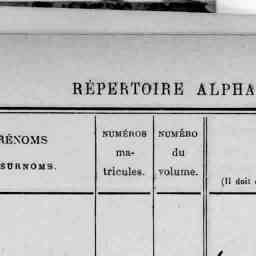 RÉPERTOIRE ALPHA
RÉNOMS
SURNOMS.
NUMÉROS
ma-
tricules.
NUMÉRO
du
volume.
(Il doit